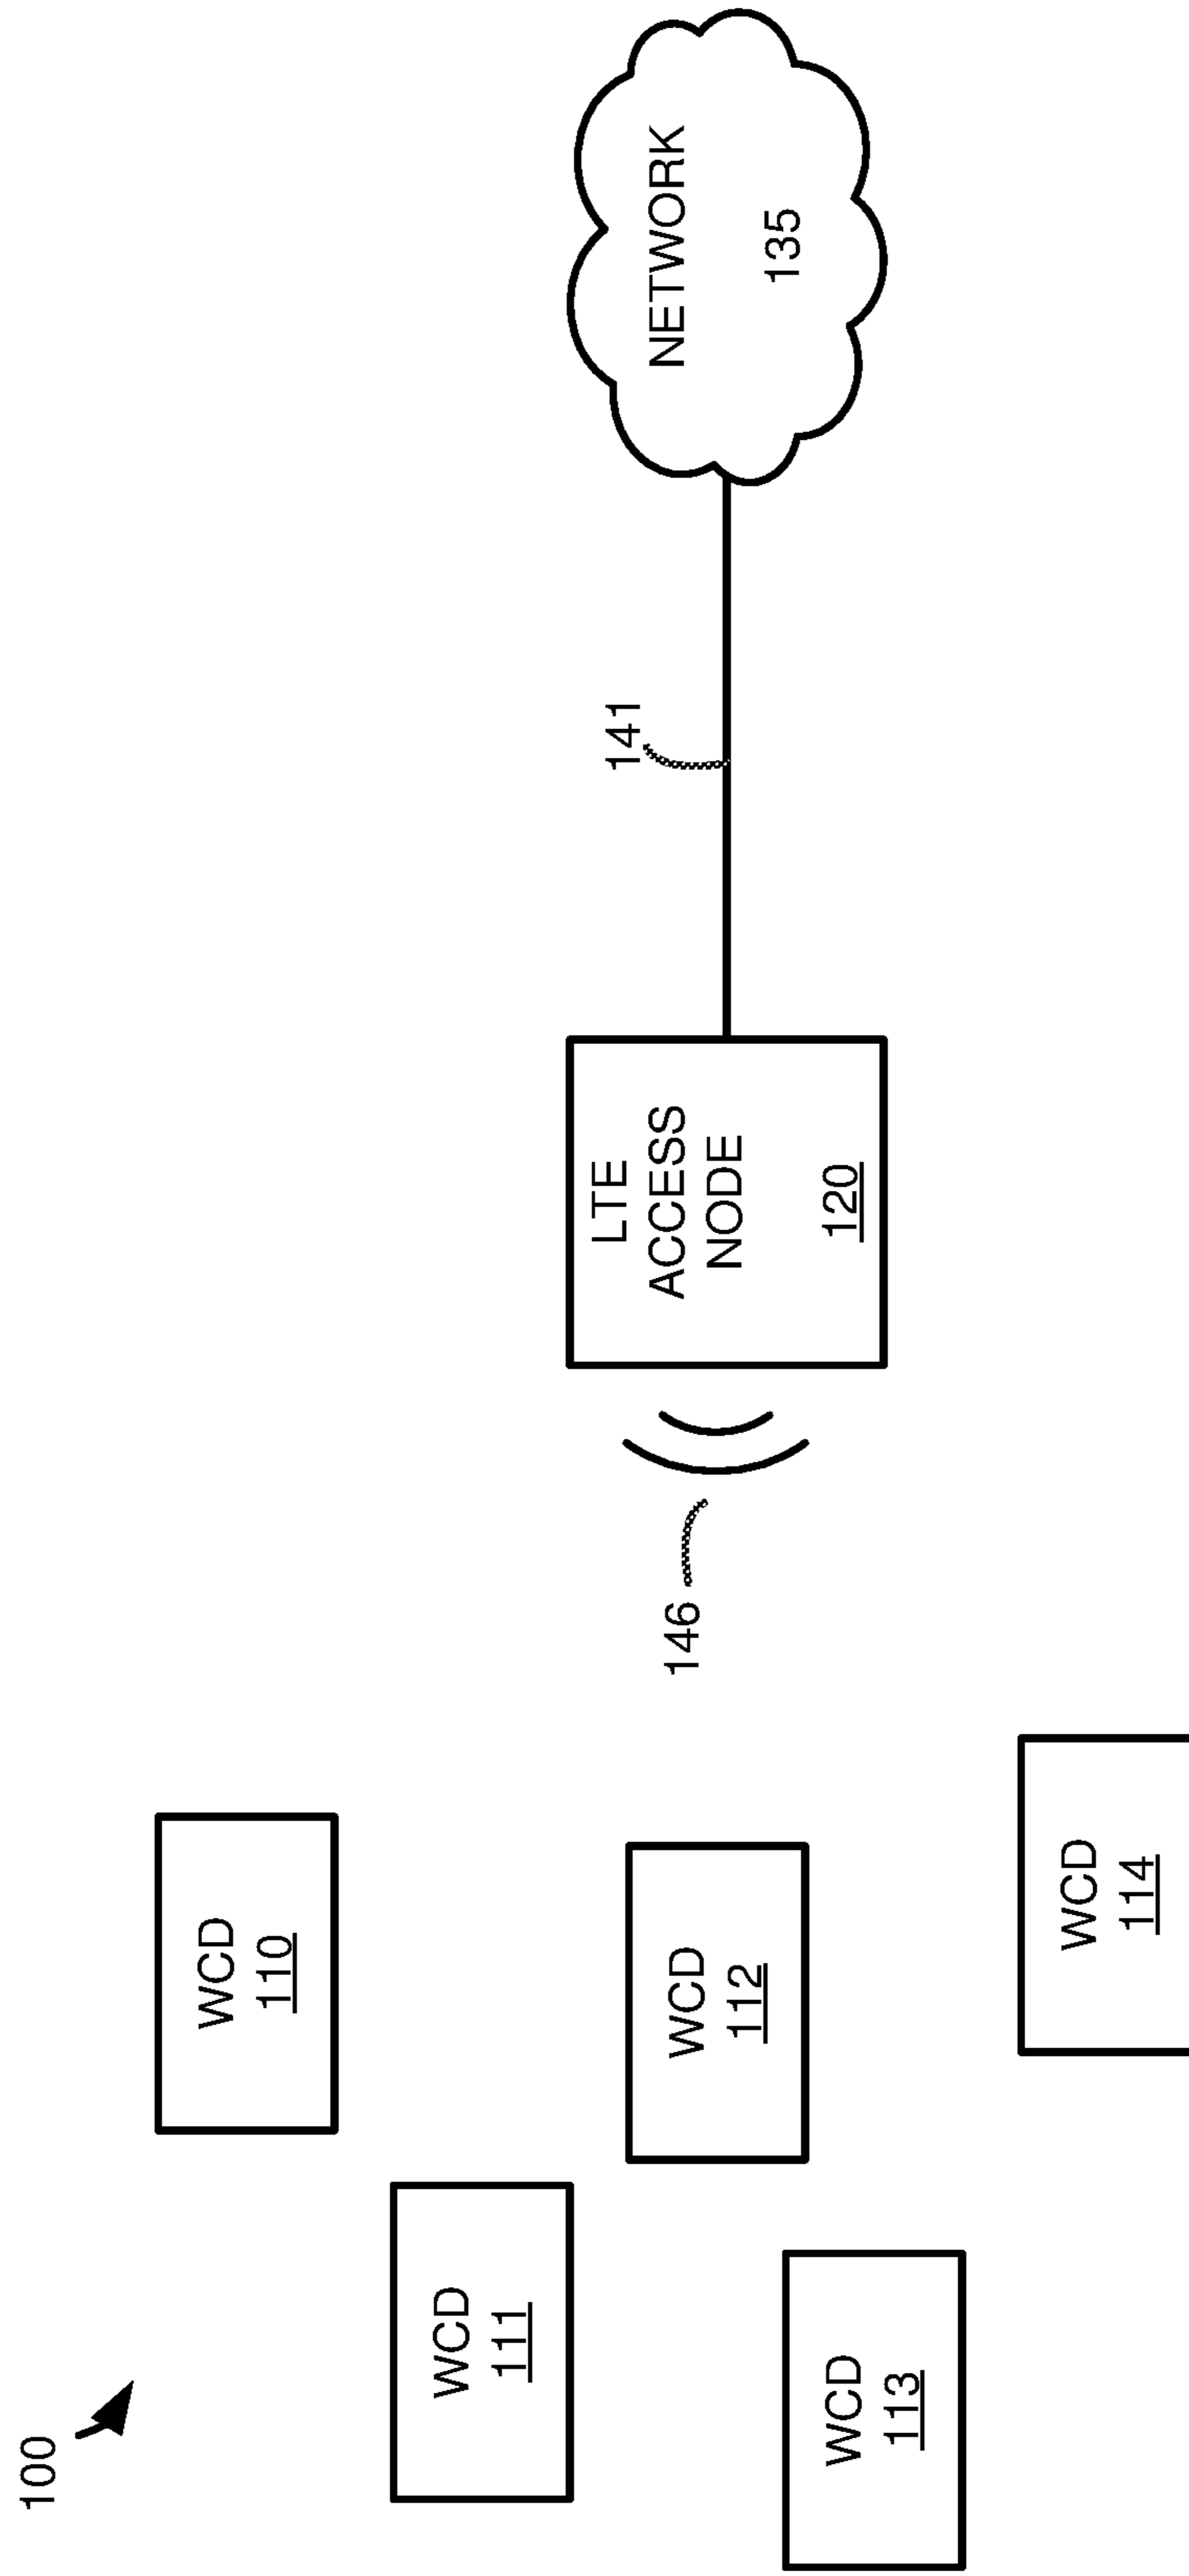 100
WCD
110
WCD
111
WCD
112
WCD
113
WCD
114
146
LTE
ACCESS
NODE
120
141
NETWORK
135